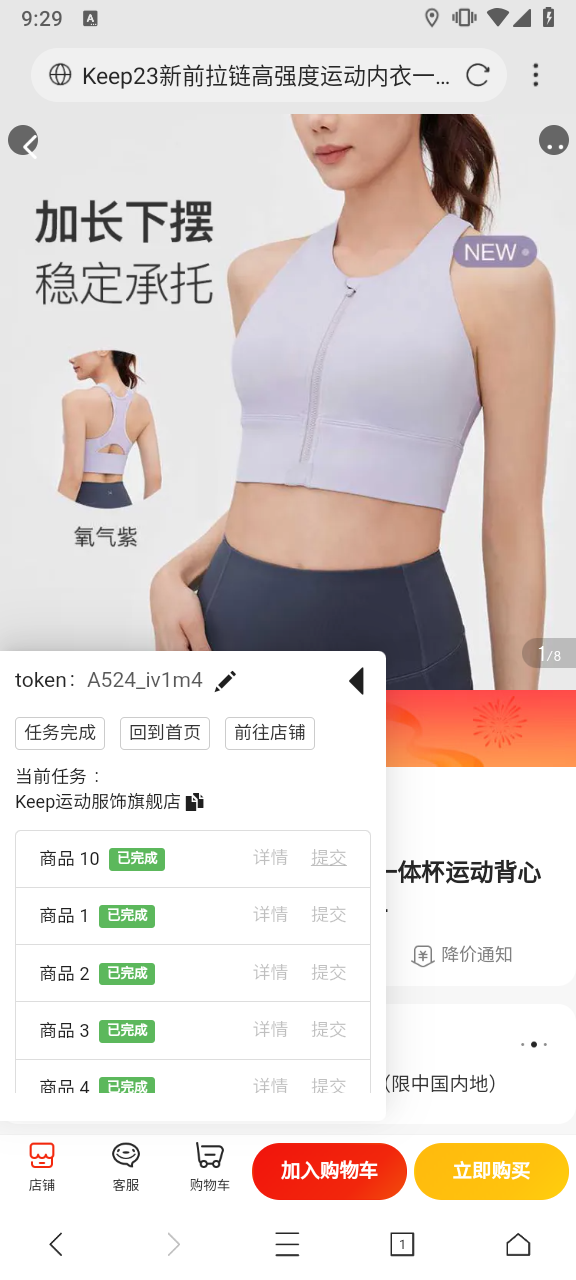 9:29
A
Keep23新前拉链高强度运动内衣一…
加长下摆
稳定承托
NEW
氧气紫
1/8
token： A524_iv1m4
任务完成 回到首页 前往店铺
当前任务：
Keep运动服饰旗舰店
商品 10 已完成 详情 提交
商品 1 已完成 详情 提交
商品 2 已完成 详情 提交
商品 3 已完成 详情 提交
商品 4 已完成 详情 提交
一体杯运动背心
降价通知
（限中国内地）
店铺 客服 购物车 加入购物车 立即购买
1